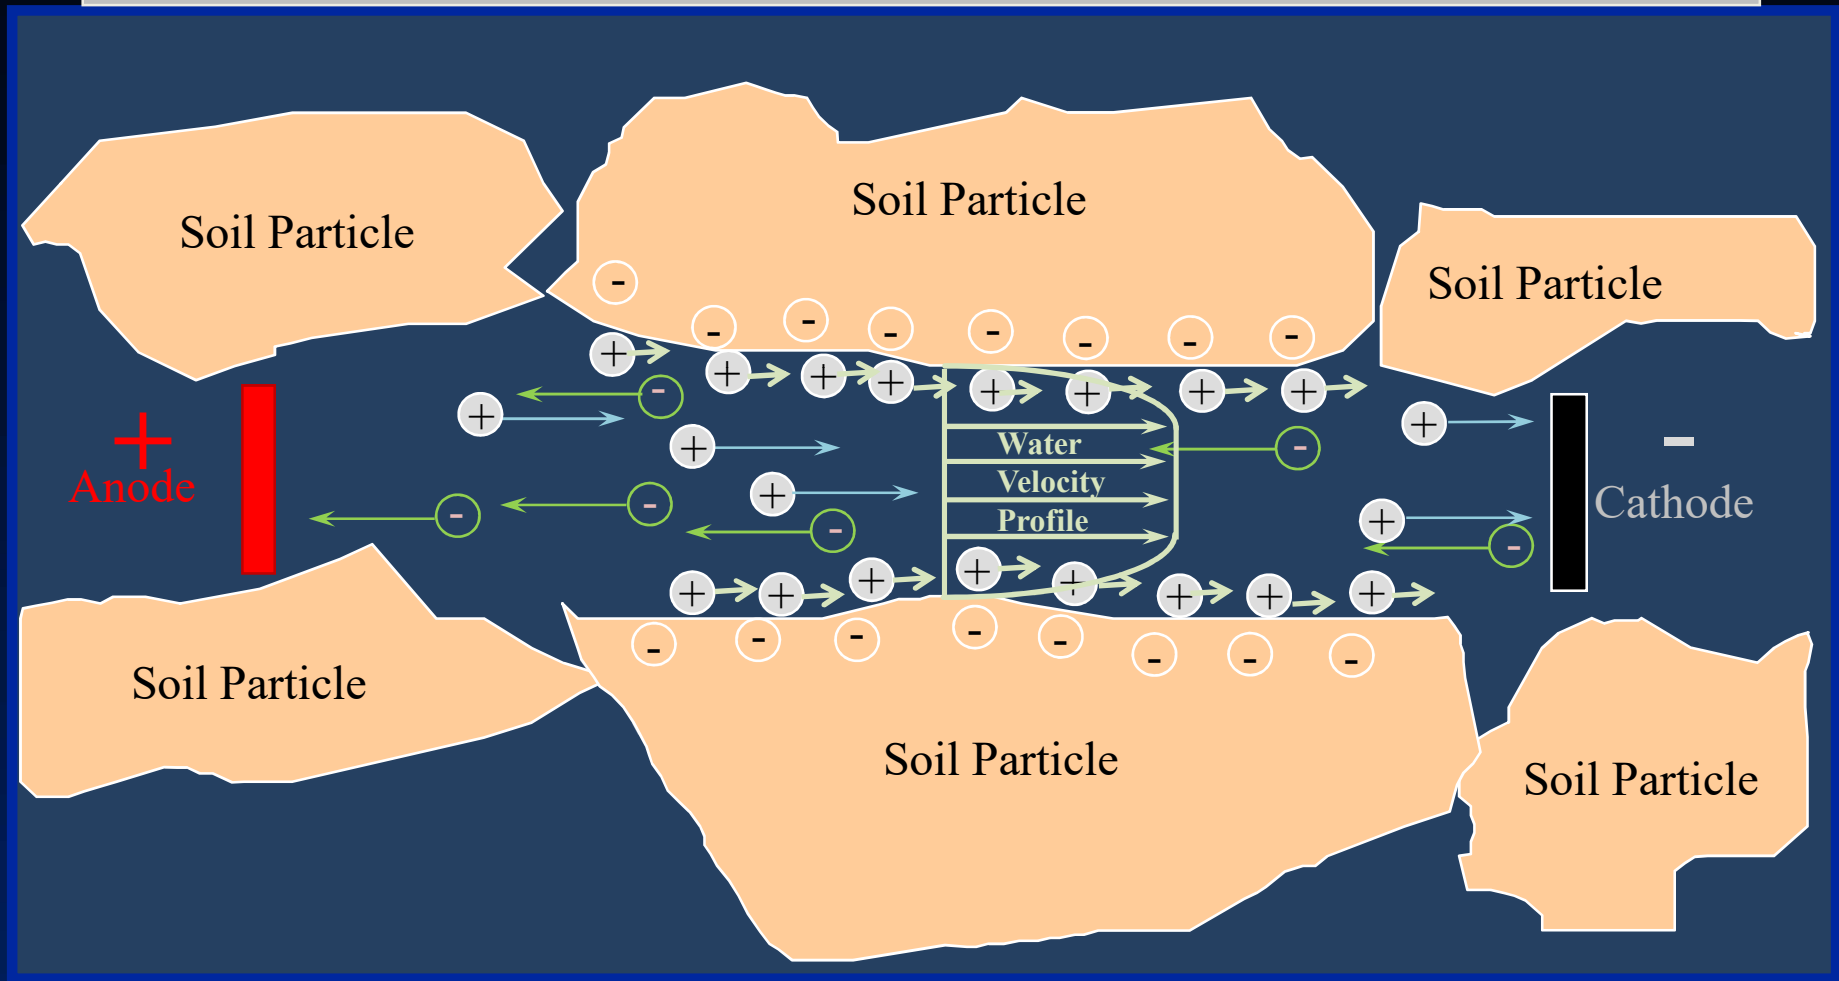 Soil Particle
Soil Particle
Soil Particle
+
Anode
Water
Velocity
Profile
-
Cathode
Soil Particle
Soil Particle
Soil Particle